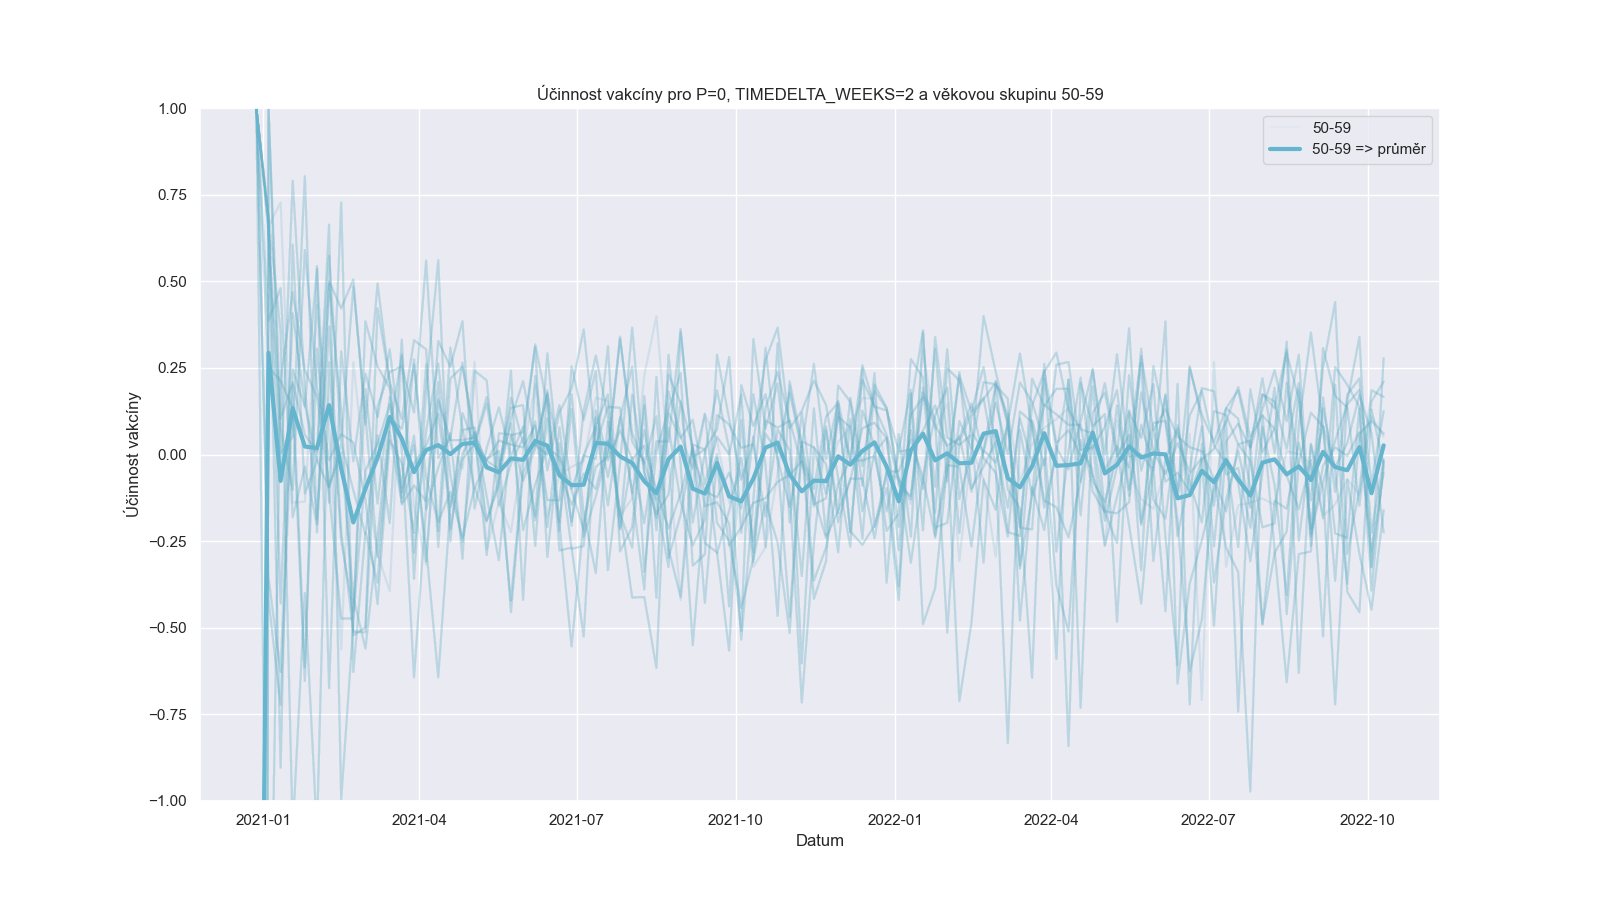 Účinnost vakcíny pro P=0, TIMEDELTA_WEEKS=2 a věkovou skupinu 50-59
50-59
50-59 => průměr
Účinnost vakcíny
1.00
0.75
0.50
0.25
0.00
−0.25
−0.50
−0.75
−1.00
2021-01 2021-04 2021-07 2021-10 2022-01 2022-04 2022-07 2022-10
Datum